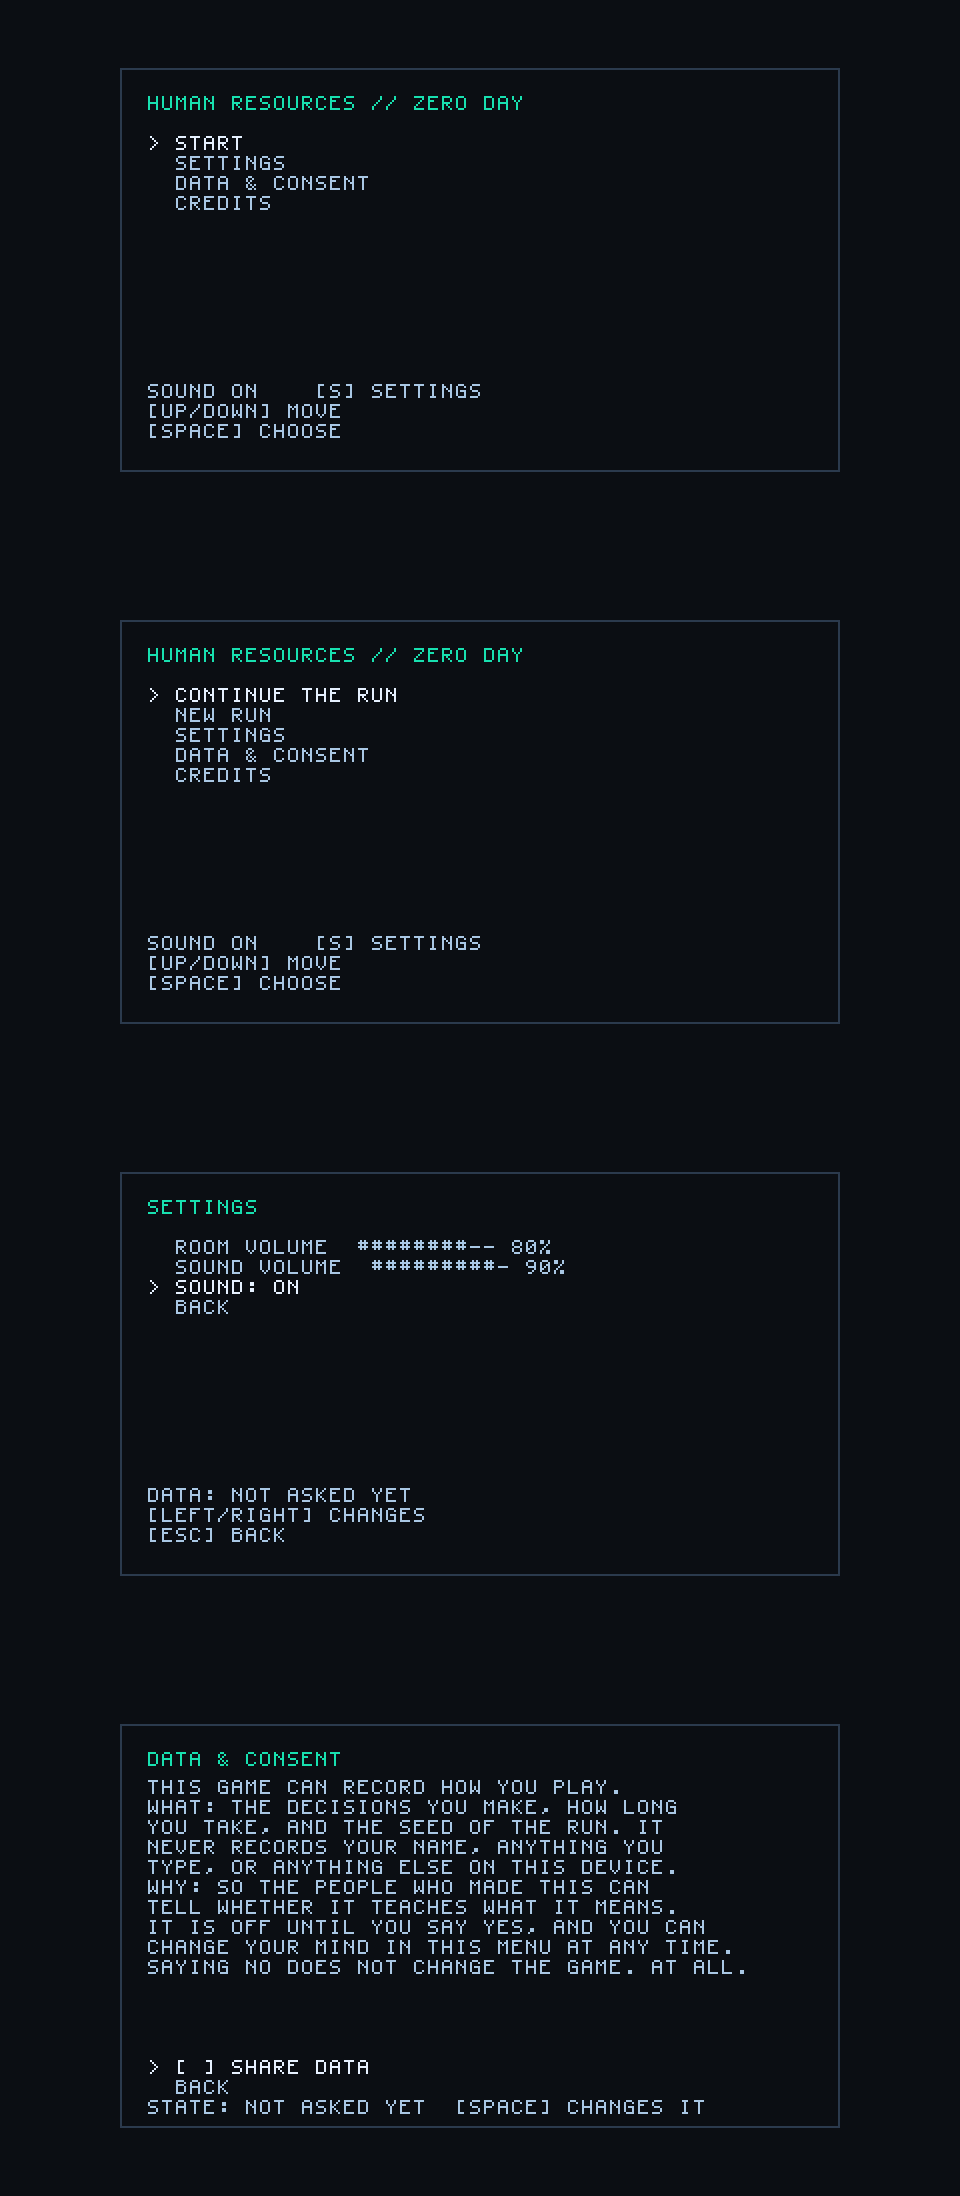 HUMAN RESOURCES // ZERO DAY
> START
SETTINGS
DATA & CONSENT
CREDITS
SOUND ON [S] SETTINGS
[UP/DOWN] MOVE
[SPACE] CHOOSE
HUMAN RESOURCES // ZERO DAY
> CONTINUE THE RUN
NEW RUN
SETTINGS
DATA & CONSENT
CREDITS
SOUND ON [S] SETTINGS
[UP/DOWN] MOVE
[SPACE] CHOOSE
SETTINGS
ROOM VOLUME ########-- 80%
SOUND VOLUME #########- 90%
> SOUND: ON
BACK
DATA: NOT ASKED YET
[LEFT/RIGHT] CHANGES
[ESC] BACK
DATA & CONSENT
THIS GAME CAN RECORD HOW YOU PLAY.
WHAT: THE DECISIONS YOU MAKE, HOW LONG
YOU TAKE, AND THE SEED OF THE RUN. IT
NEVER RECORDS YOUR NAME, ANYTHING YOU
TYPE, OR ANYTHING ELSE ON THIS DEVICE.
WHY: SO THE PEOPLE WHO MADE THIS CAN
TELL WHETHER IT TEACHES WHAT IT MEANS.
IT IS OFF UNTIL YOU SAY YES, AND YOU CAN
CHANGE YOUR MIND IN THIS MENU AT ANY TIME.
SAYING NO DOES NOT CHANGE THE GAME. AT ALL.
> [ ] SHARE DATA
BACK
STATE: NOT ASKED YET [SPACE] CHANGES IT